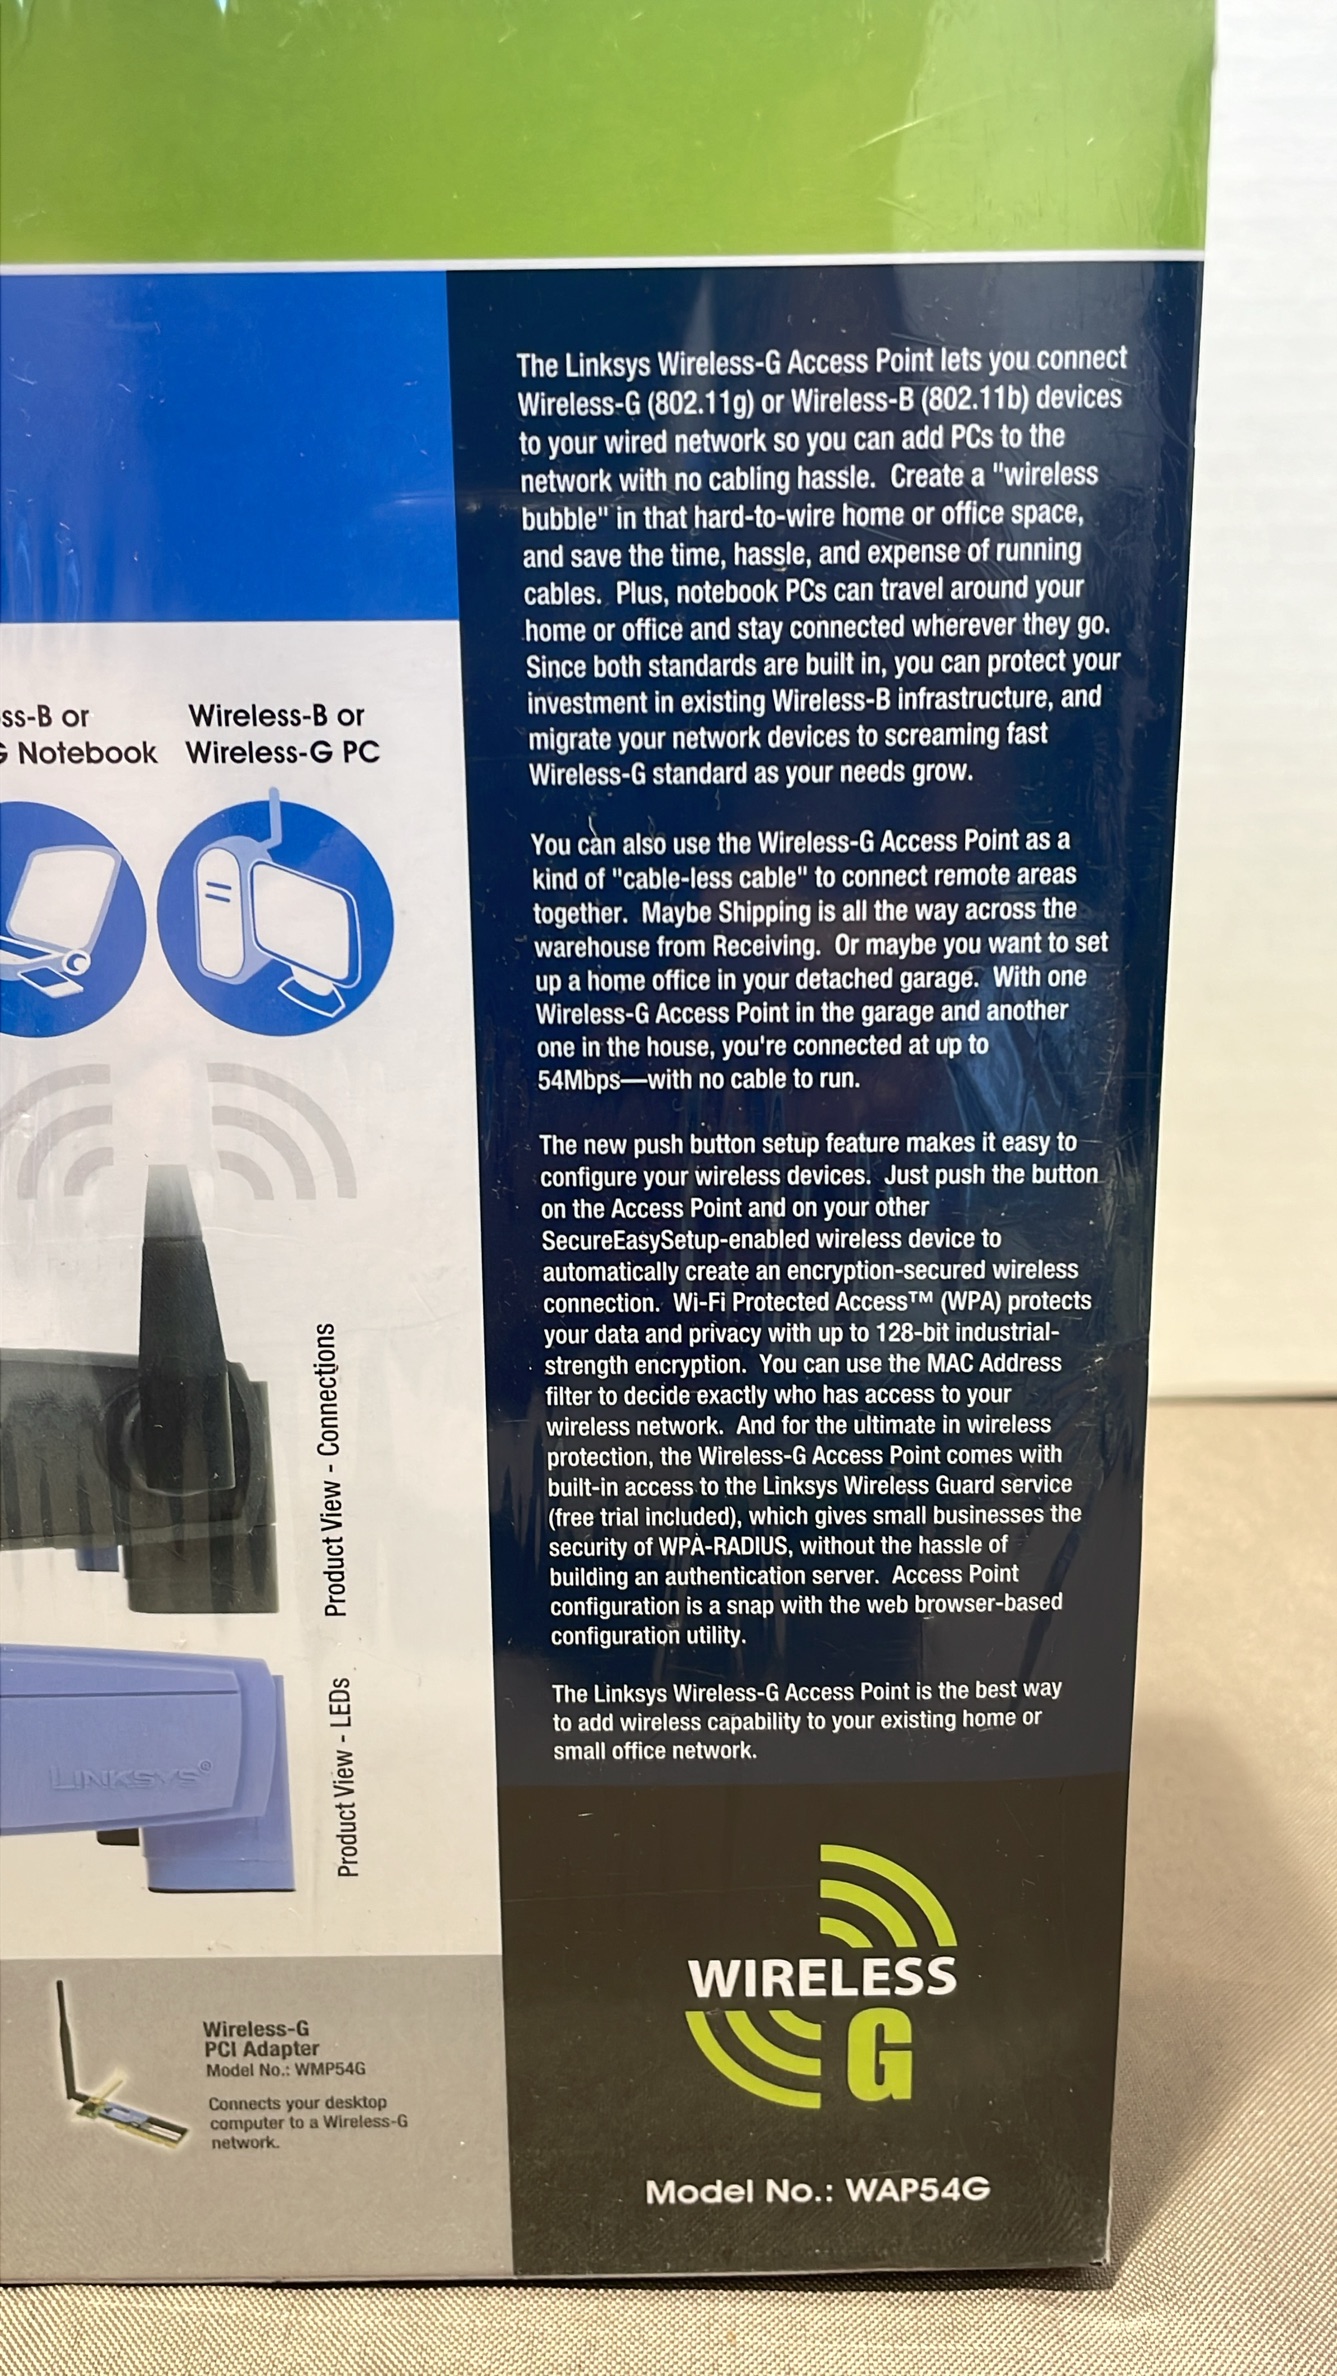 The Linksys Wireless-G Access Point lets you connect
Wireless-G (802.11g) or Wireless-B (802.11b) devices
to your wired network so you can add PCs to the
network with no cabling hassle. Create a "wireless
bubble" in that hard-to-wire home or office space,
and save the time, hassle, and expense of running
cables. Plus, notebook PCs can travel around your
home or office and stay connected wherever they go.
Since both standards are built in, you can protect your
investment in existing Wireless-B infrastructure, and
migrate your network devices to screaming fast
Wireless-G standard as your needs grow.
You can also use the Wireless-G Access Point as a
kind of "cable-less cable" to connect remote areas
together. Maybe Shipping is all the way across the
warehouse from Receiving. Or maybe you want to set
up a home office in your detached garage. With one
Wireless-G Access Point in the garage and another
one in the house, you're connected at up to
54Mbps—with no cable to run.
The new push button setup feature makes it easy to
configure your wireless devices. Just push the button
on the Access Point and on your other
SecureEasySetup-enabled wireless device to
automatically create an encryption-secured wireless
connection. Wi-Fi Protected Access™ (WPA) protects
your data and privacy with up to 128-bit industrial-
strength encryption. You can use the MAC Address
filter to decide exactly who has access to your
wireless network. And for the ultimate in wireless
protection, the Wireless-G Access Point comes with
built-in access to the Linksys Wireless Guard service
(free trial included), which gives small businesses the
security of WPA-RADIUS, without the hassle of
building an authentication server. Access Point
configuration is a snap with the web browser-based
configuration utility.
The Linksys Wireless-G Access Point is the best way
to add wireless capability to your existing home or
small office network.
WIRELESS
G
Model No.: WAP54G
ss-B or
G Notebook
Wireless-B or
Wireless-G PC
Product View - Connections
Product View - LEDs
LINKSYS®
Wireless-G
PCI Adapter
Model No.: WMP54G
Connects your desktop
computer to a Wireless-G
network.